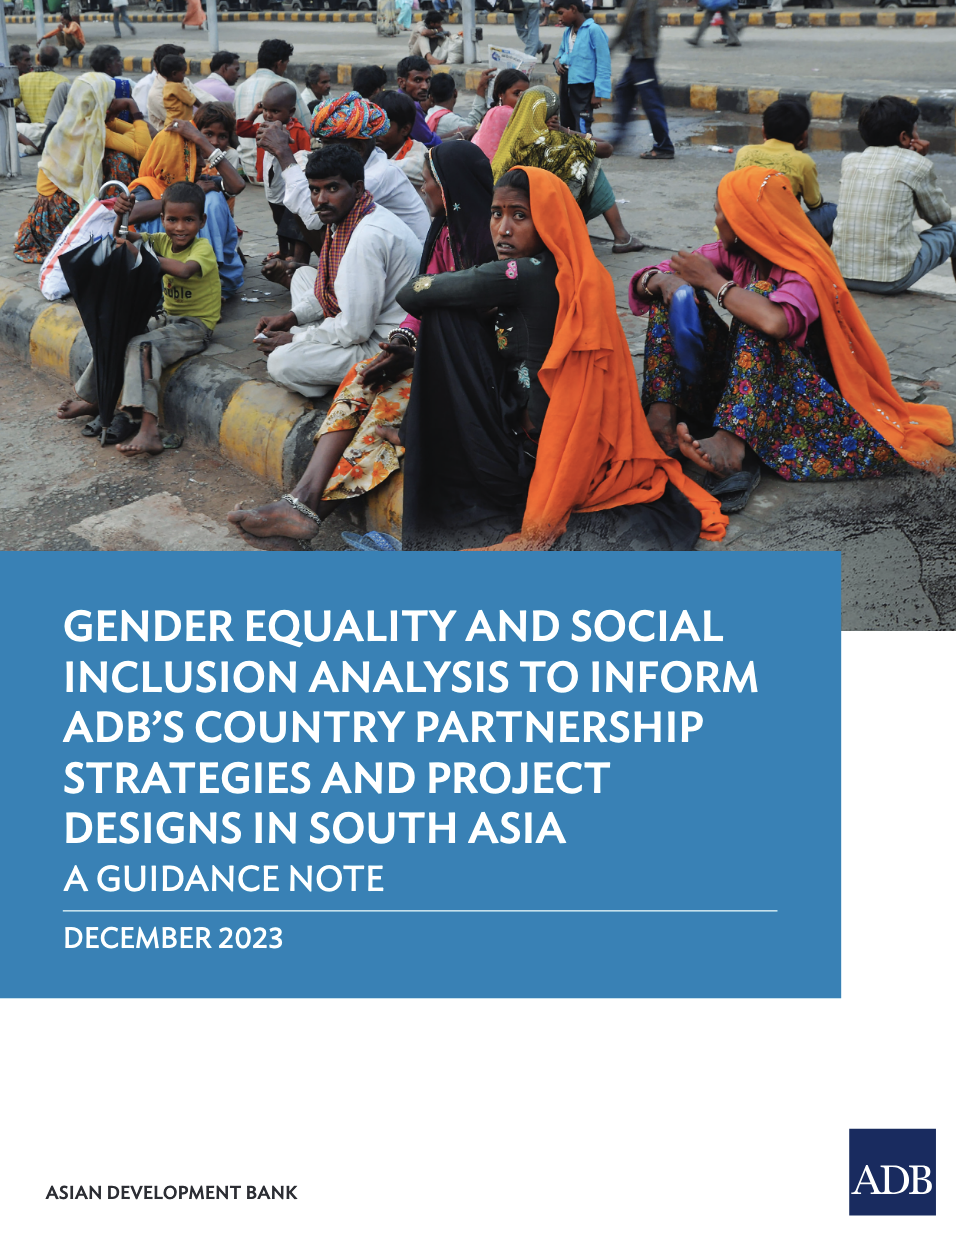 ouble
GENDER EQUALITY AND SOCIAL
INCLUSION ANALYSIS TO INFORM
ADB’S COUNTRY PARTNERSHIP
STRATEGIES AND PROJECT
DESIGNS IN SOUTH ASIA
A GUIDANCE NOTE
DECEMBER 2023
ASIAN DEVELOPMENT BANK
ADB